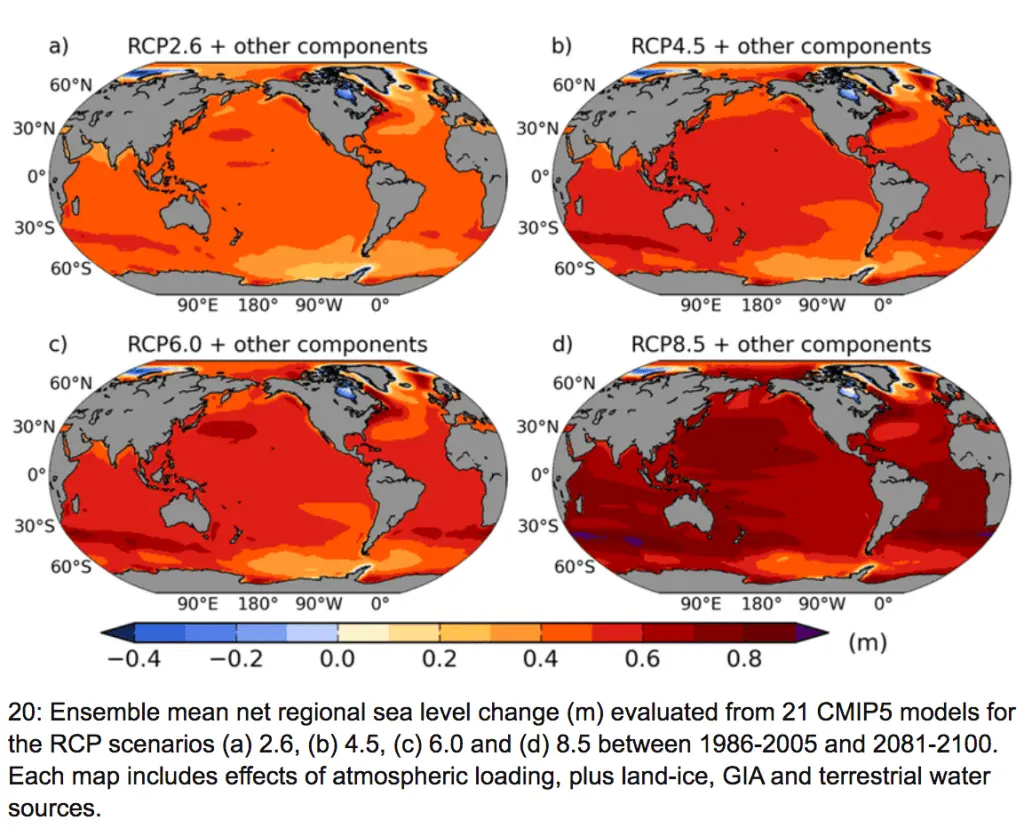 a) RCP2.6 + other components
60°N
30°N
0°
30°S
60°S
90°E 180° 90°W 0°
b) RCP4.5 + other components
60°N
30°N
0°
30°S
60°S
90°E 180° 90°W 0°
c) RCP6.0 + other components
60°N
30°N
0°
30°S
60°S
90°E 180° 90°W 0°
d) RCP8.5 + other components
60°N
30°N
0°
30°S
60°S
90°E 180° 90°W 0°
−0.4 −0.2 0.0 0.2 0.4 0.6 0.8 (m)
20: Ensemble mean net regional sea level change (m) evaluated from 21 CMIP5 models for
the RCP scenarios (a) 2.6, (b) 4.5, (c) 6.0 and (d) 8.5 between 1986-2005 and 2081-2100.
Each map includes effects of atmospheric loading, plus land-ice, GIA and terrestrial water
sources.